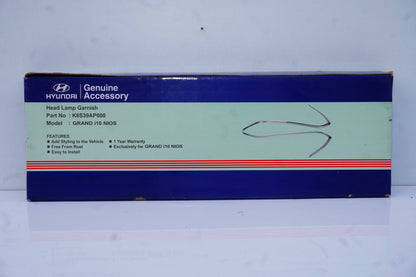 HYUNDAI
Genuine
Accessory
Head Lamp Garnish
Part No : K6S39AP000
Model : GRAND i10 NIOS
FEATURES
Add Styling to the Vehicle
Free From Rust
Easy to Install
1 Year Warranty
Exclusively for GRAND i10 NIOS